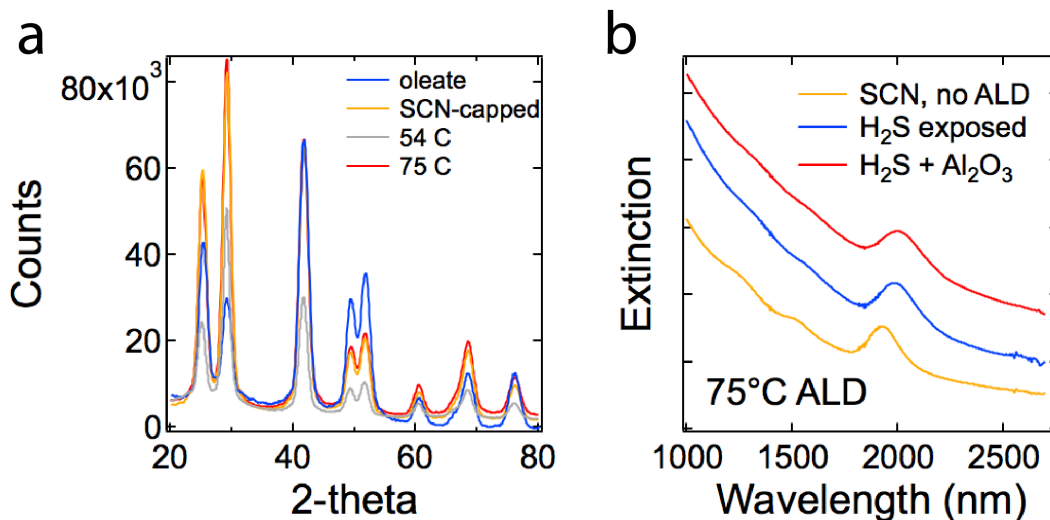 a
80x10³
60
40
20
0
Counts
20
40
60
80
2-theta
oleate
SCN-capped
54 C
75 C
b
SCN, no ALD
H₂S exposed
H₂S + Al₂O₃
Extinction
75°C ALD
1000
1500
2000
2500
Wavelength (nm)